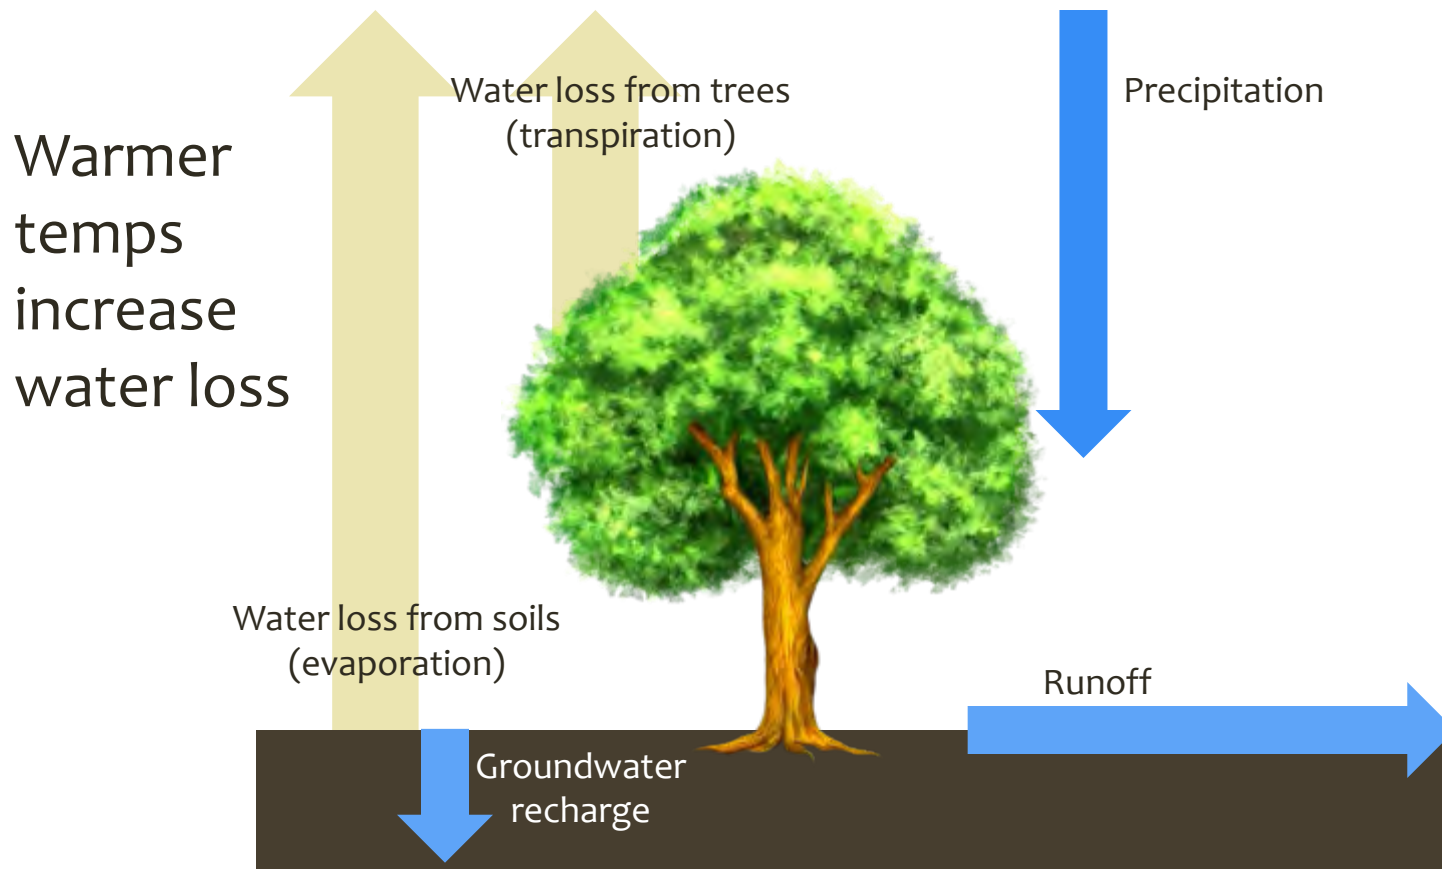 Warmer
temps
increase
water loss
Water loss from trees
(transpiration)
Precipitation
Water loss from soils
(evaporation)
Runoff
Groundwater
recharge